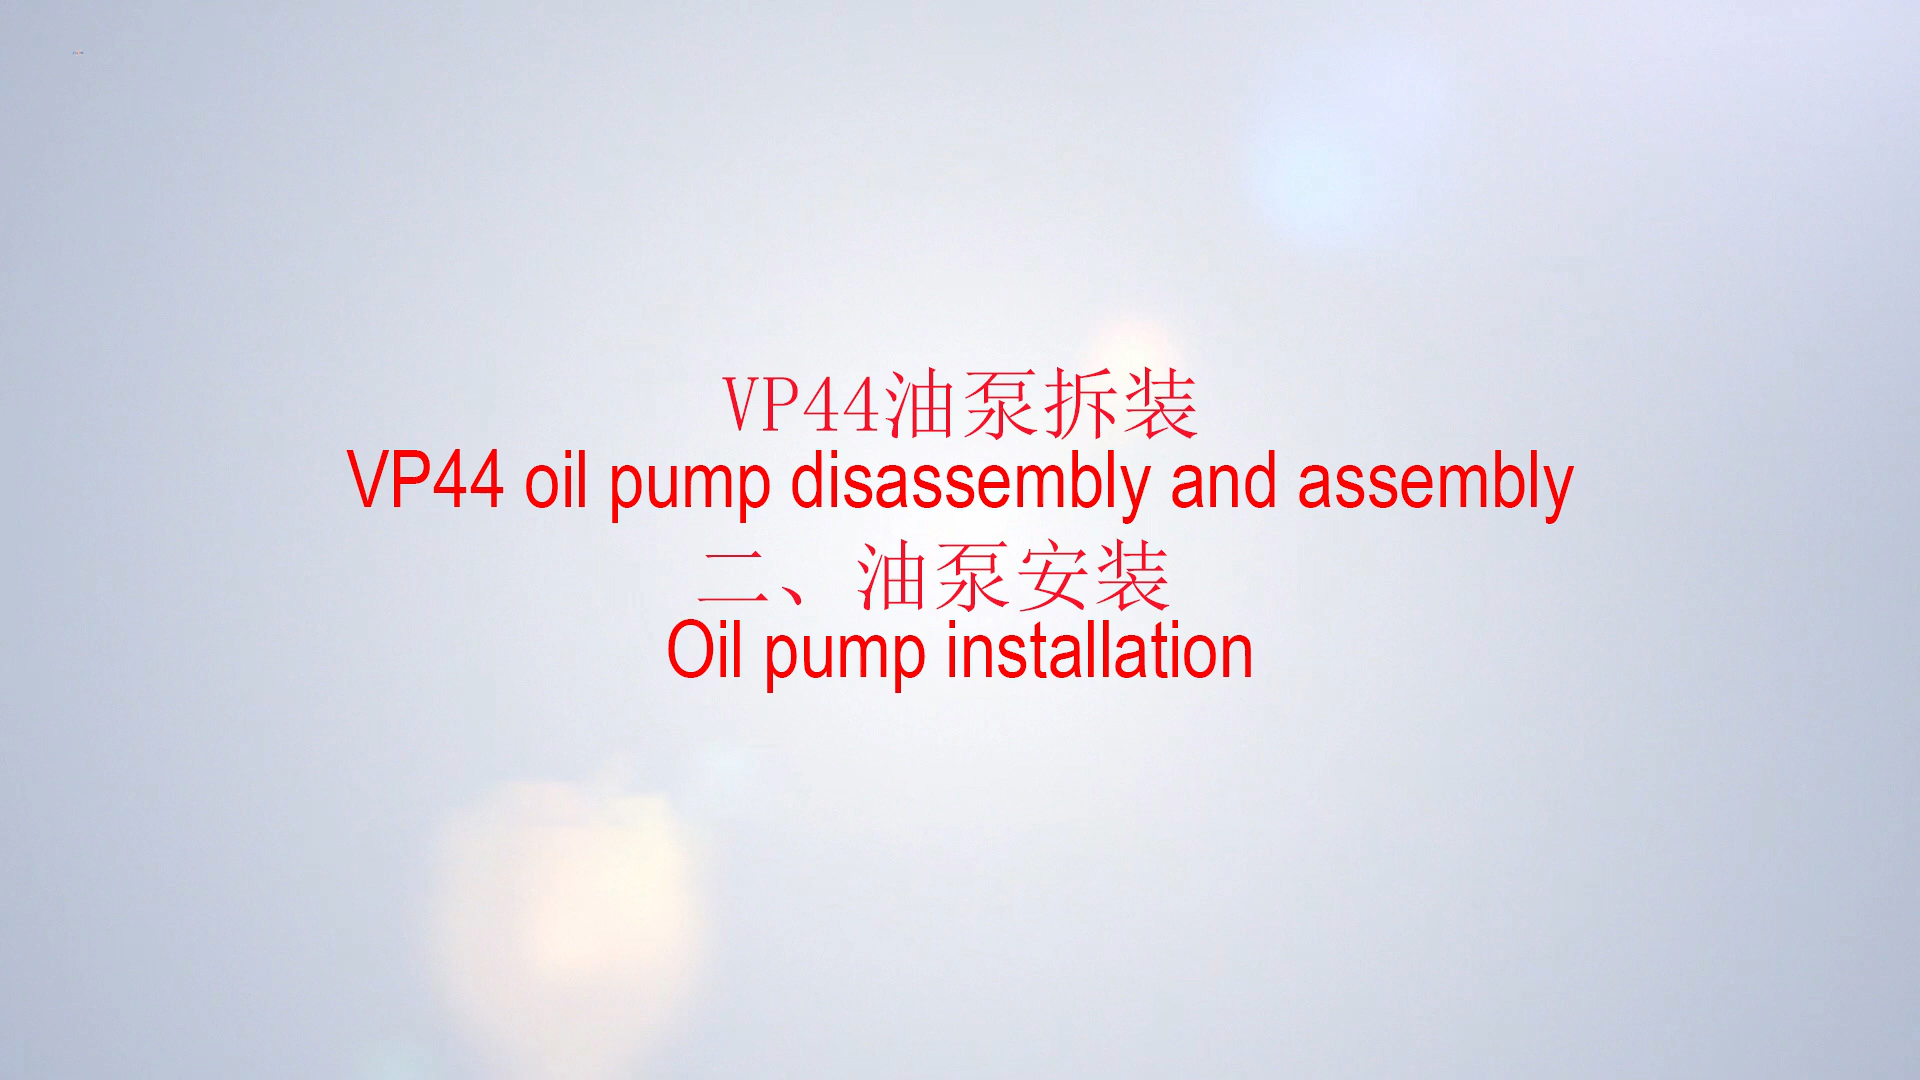 VP44油泵拆装
VP44 oil pump disassembly and assembly
二、油泵安装
Oil pump installation